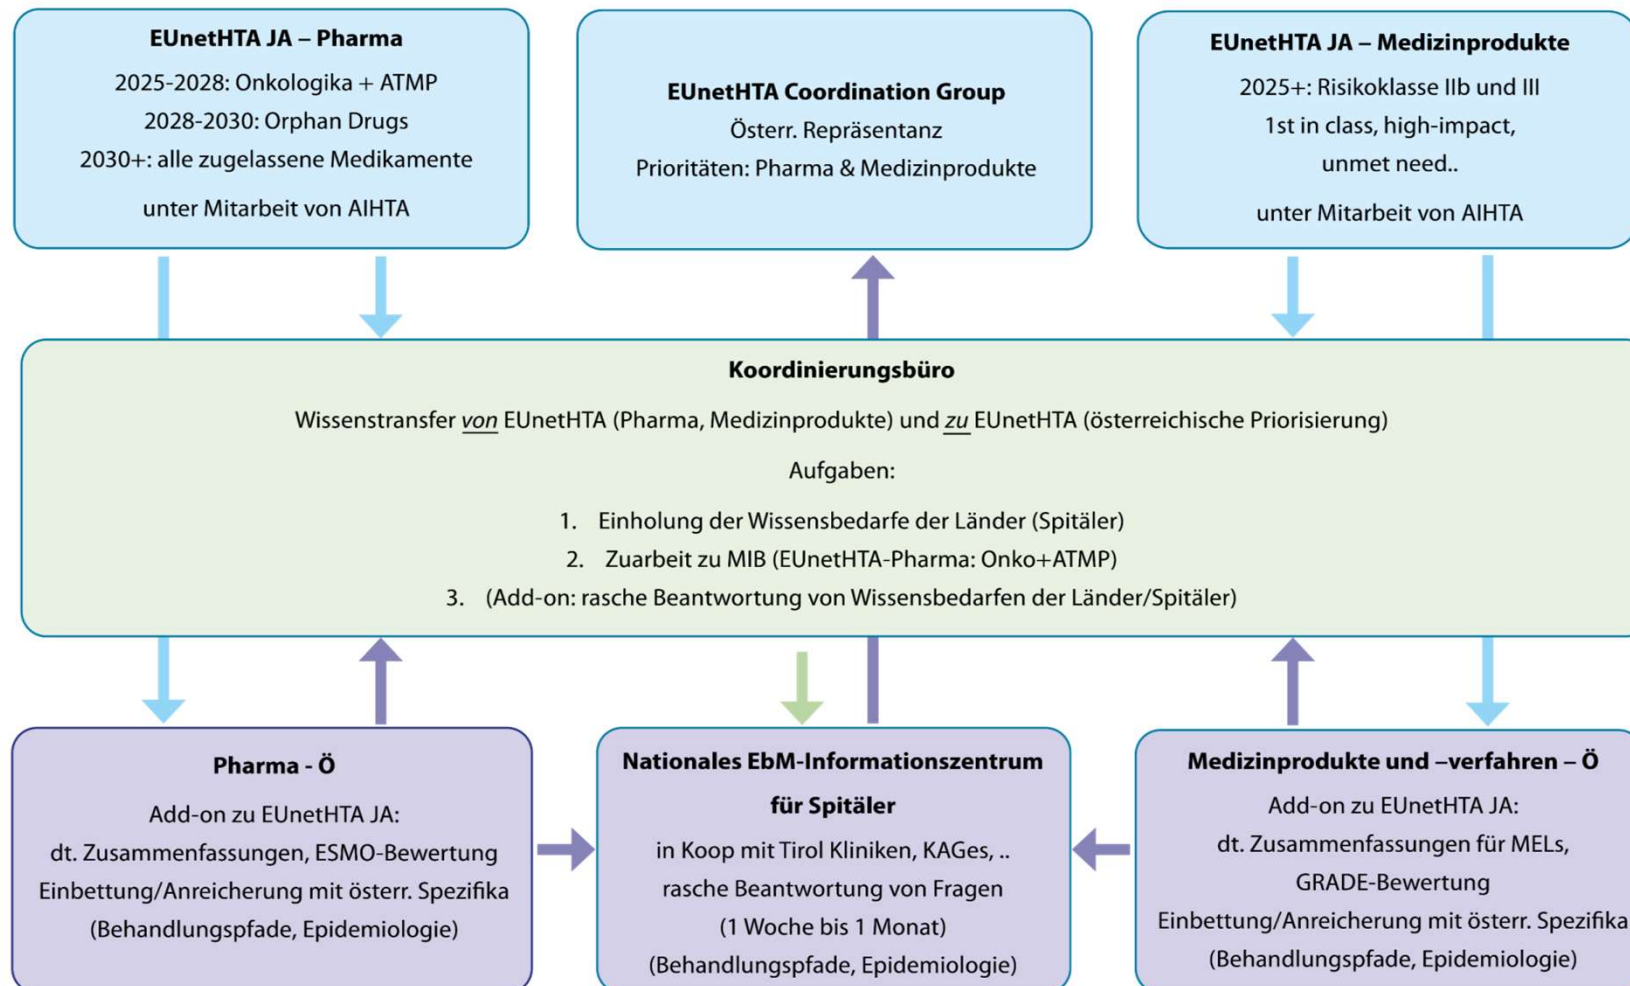 EUnetHTA JA – Pharma
2025-2028: Onkologika + ATMP
2028-2030: Orphan Drugs
2030+: alle zugelassene Medikamente
unter Mitarbeit von AIHTA
EUnetHTA Coordination Group
Österr. Repräsentanz
Prioritäten: Pharma & Medizinprodukte
EUnetHTA JA – Medizinprodukte
2025+: Risikoklasse IIb und III
1st in class, high-impact,
unmet need..
unter Mitarbeit von AIHTA
Koordinierungsbüro
Wissenstransfer von EUnetHTA (Pharma, Medizinprodukte) und zu EUnetHTA (österreichische Priorisierung)
Aufgaben:
1. Einholung der Wissensbedarfe der Länder (Spitäler)
2. Zuarbeit zu MIB (EUnetHTA-Pharma: Onko+ATMP)
3. (Add-on: rasche Beantwortung von Wissensbedarfen der Länder/Spitäler)
Pharma - Ö
Add-on zu EUnetHTA JA:
dt. Zusammenfassungen, ESMO-Bewertung
Einbettung/Anreicherung mit österr. Spezifika
(Behandlungspfade, Epidemiologie)
Nationales EbM-Informationszentrum
für Spitäler
in Koop mit Tirol Kliniken, KAGes, ..
rasche Beantwortung von Fragen
(1 Woche bis 1 Monat)
(Behandlungspfade, Epidemiologie)
Medizinprodukte und –verfahren – Ö
Add-on zu EUnetHTA JA:
dt. Zusammenfassungen für MELs,
GRADE-Bewertung
Einbettung/Anreicherung mit österr. Spezifika
(Behandlungspfade, Epidemiologie)